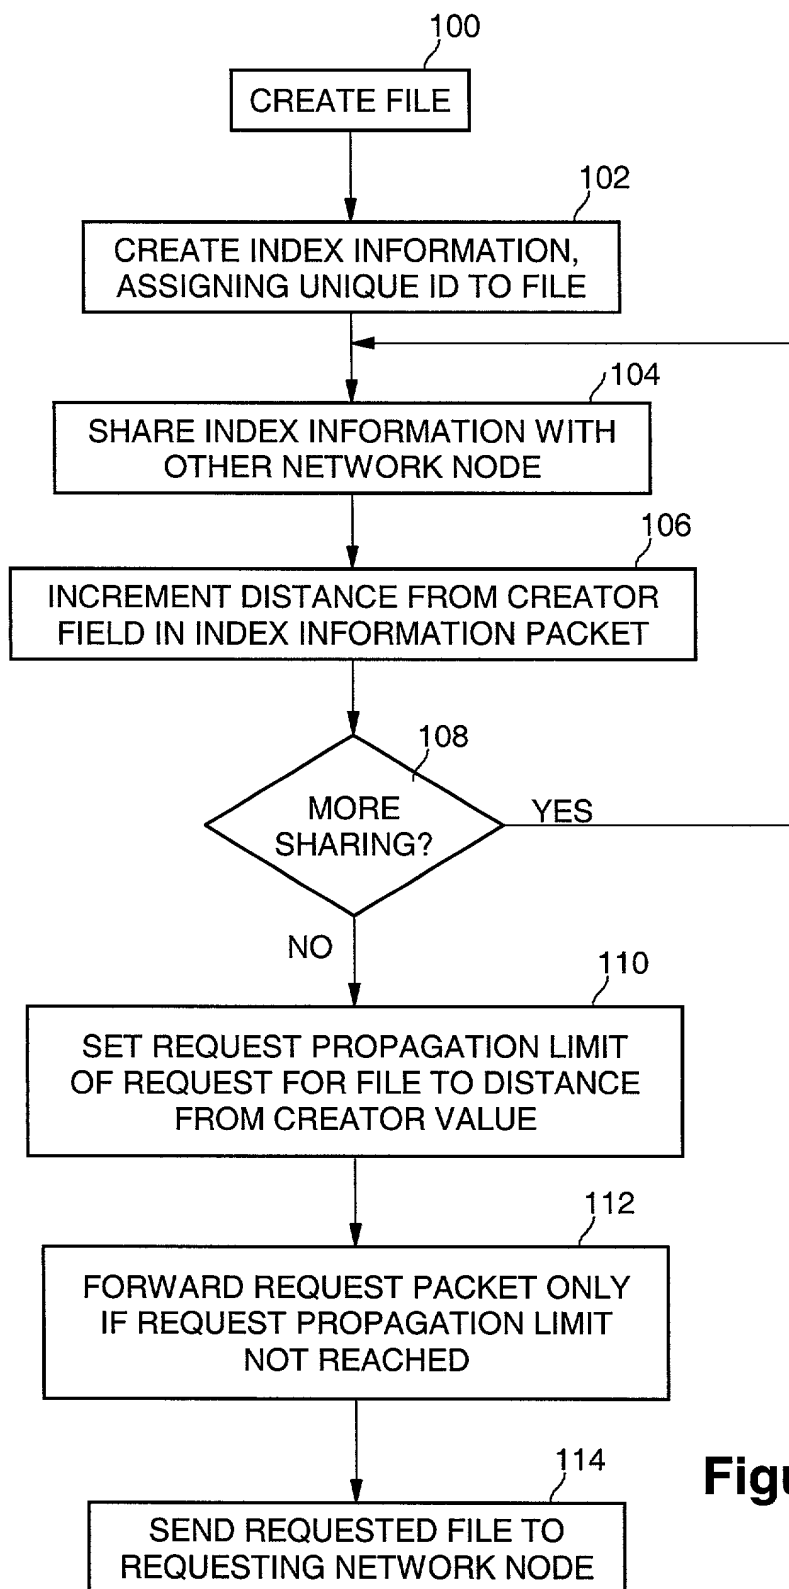 100
CREATE FILE
102
CREATE INDEX INFORMATION,
ASSIGNING UNIQUE ID TO FILE
104
SHARE INDEX INFORMATION WITH
OTHER NETWORK NODE
106
INCREMENT DISTANCE FROM CREATOR
FIELD IN INDEX INFORMATION PACKET
108
MORE
SHARING?
YES
NO
110
SET REQUEST PROPAGATION LIMIT
OF REQUEST FOR FILE TO DISTANCE
FROM CREATOR VALUE
112
FORWARD REQUEST PACKET ONLY
IF REQUEST PROPAGATION LIMIT
NOT REACHED
114
SEND REQUESTED FILE TO
REQUESTING NETWORK NODE